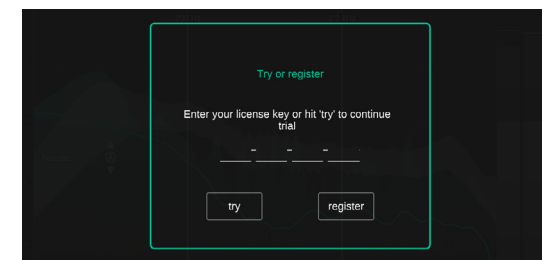 Try or register
Enter your license key or hit 'try' to continue
trial
- - -
try register